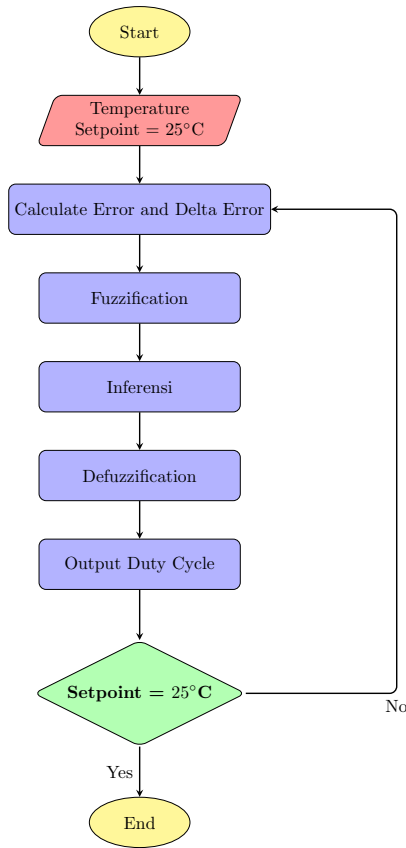 Start
Temperature
Setpoint = 25°C
Calculate Error and Delta Error
Fuzzification
Inferensi
Defuzzification
Output Duty Cycle
Setpoint = 25°C
No
Yes
End